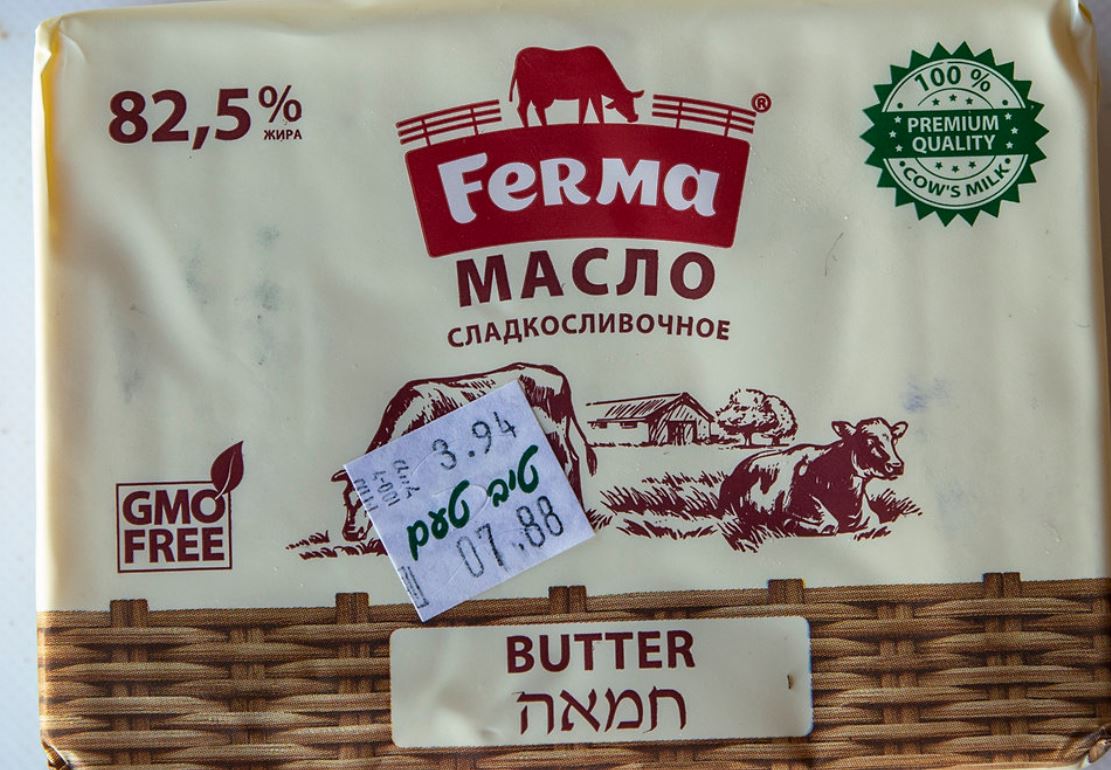 82,5%
ЖИРА
Ferma®
МАСЛО
СЛАДКОСЛИВОЧНОЕ
100 %
PREMIUM
QUALITY
COW'S MILK
GMO
FREE
3.94
טיב טעם
07.88
BUTTER
חמאה